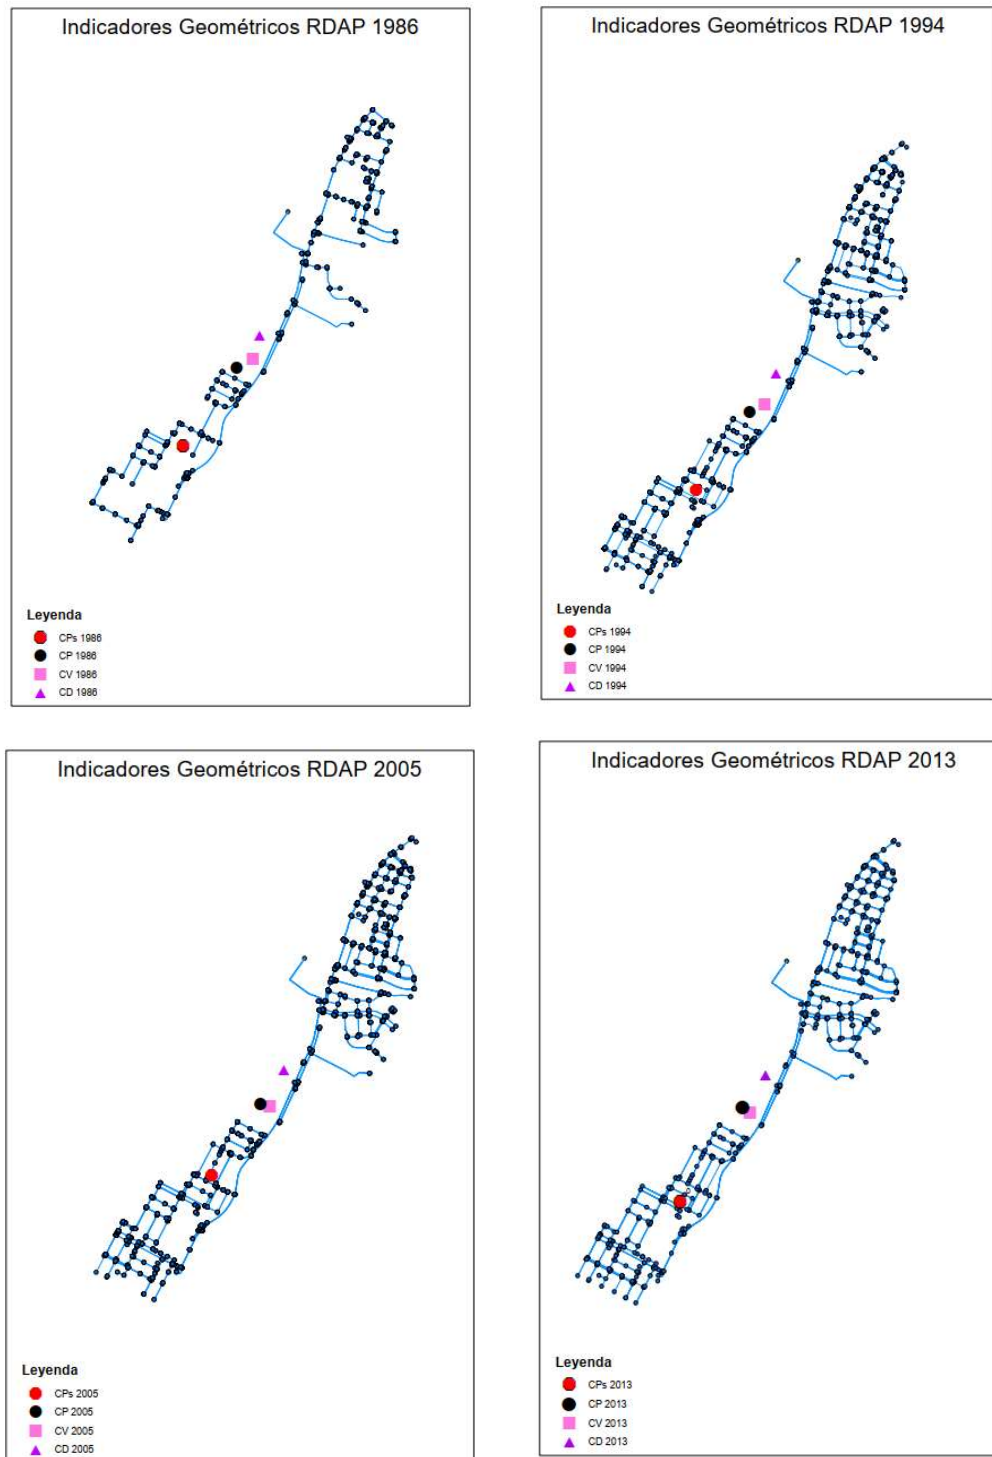 Indicadores Geométricos RDAP 1986
Leyenda
CPs 1986
CP 1986
CV 1986
CD 1986
Indicadores Geométricos RDAP 1994
Leyenda
CPs 1994
CP 1994
CV 1994
CD 1994
Indicadores Geométricos RDAP 2005
Leyenda
CPs 2005
CP 2005
CV 2005
CD 2005
Indicadores Geométricos RDAP 2013
Leyenda
CPs 2013
CP 2013
CV 2013
CD 2013